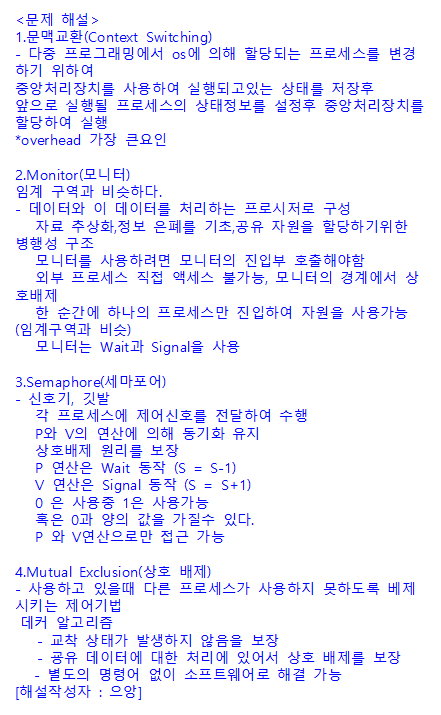 <문제 해설>
1.문맥교환(Context Switching)
- 다중 프로그래밍에서 os에 의해 할당되는 프로세스를 변경
하기 위하여
중앙처리장치를 사용하여 실행되고있는 상태를 저장후
앞으로 실행될 프로세스의 상태정보를 설정후 중앙처리장치를
할당하여 실행
*overhead 가장 큰요인

2.Monitor(모니터)
임계 구역과 비슷하다.
- 데이터와 이 데이터를 처리하는 프로시저로 구성
자료 추상화,정보 은폐를 기초,공유 자원을 할당하기위한
병행성 구조
모니터를 사용하려면 모니터의 진입부 호출해야함
외부 프로세스 직접 액세스 불가능, 모니터의 경계에서 상
호배제
한 순간에 하나의 프로세스만 진입하여 자원을 사용가능
(임계구역과 비슷)
모니터는 Wait과 Signal을 사용

3.Semaphore(세마포어)
- 신호기, 깃발
각 프로세스에 제어신호를 전달하여 수행
P와 V의 연산에 의해 동기화 유지
상호배제 원리를 보장
P 연산은 Wait 동작 (S = S-1)
V 연산은 Signal 동작 (S = S+1)
0 은 사용중 1은 사용가능
혹은 0과 양의 값을 가질수 있다.
P 와 V연산으로만 접근 가능

4.Mutual Exclusion(상호 배제)
- 사용하고 있을때 다른 프로세스가 사용하지 못하도록 베제
시키는 제어기법
데커 알고리즘
- 교착 상태가 발생하지 않음을 보장
- 공유 데이터에 대한 처리에 있어서 상호 배제를 보장
- 별도의 명령어 없이 소프트웨어로 해결 가능
[해설작성자 : 으앙]